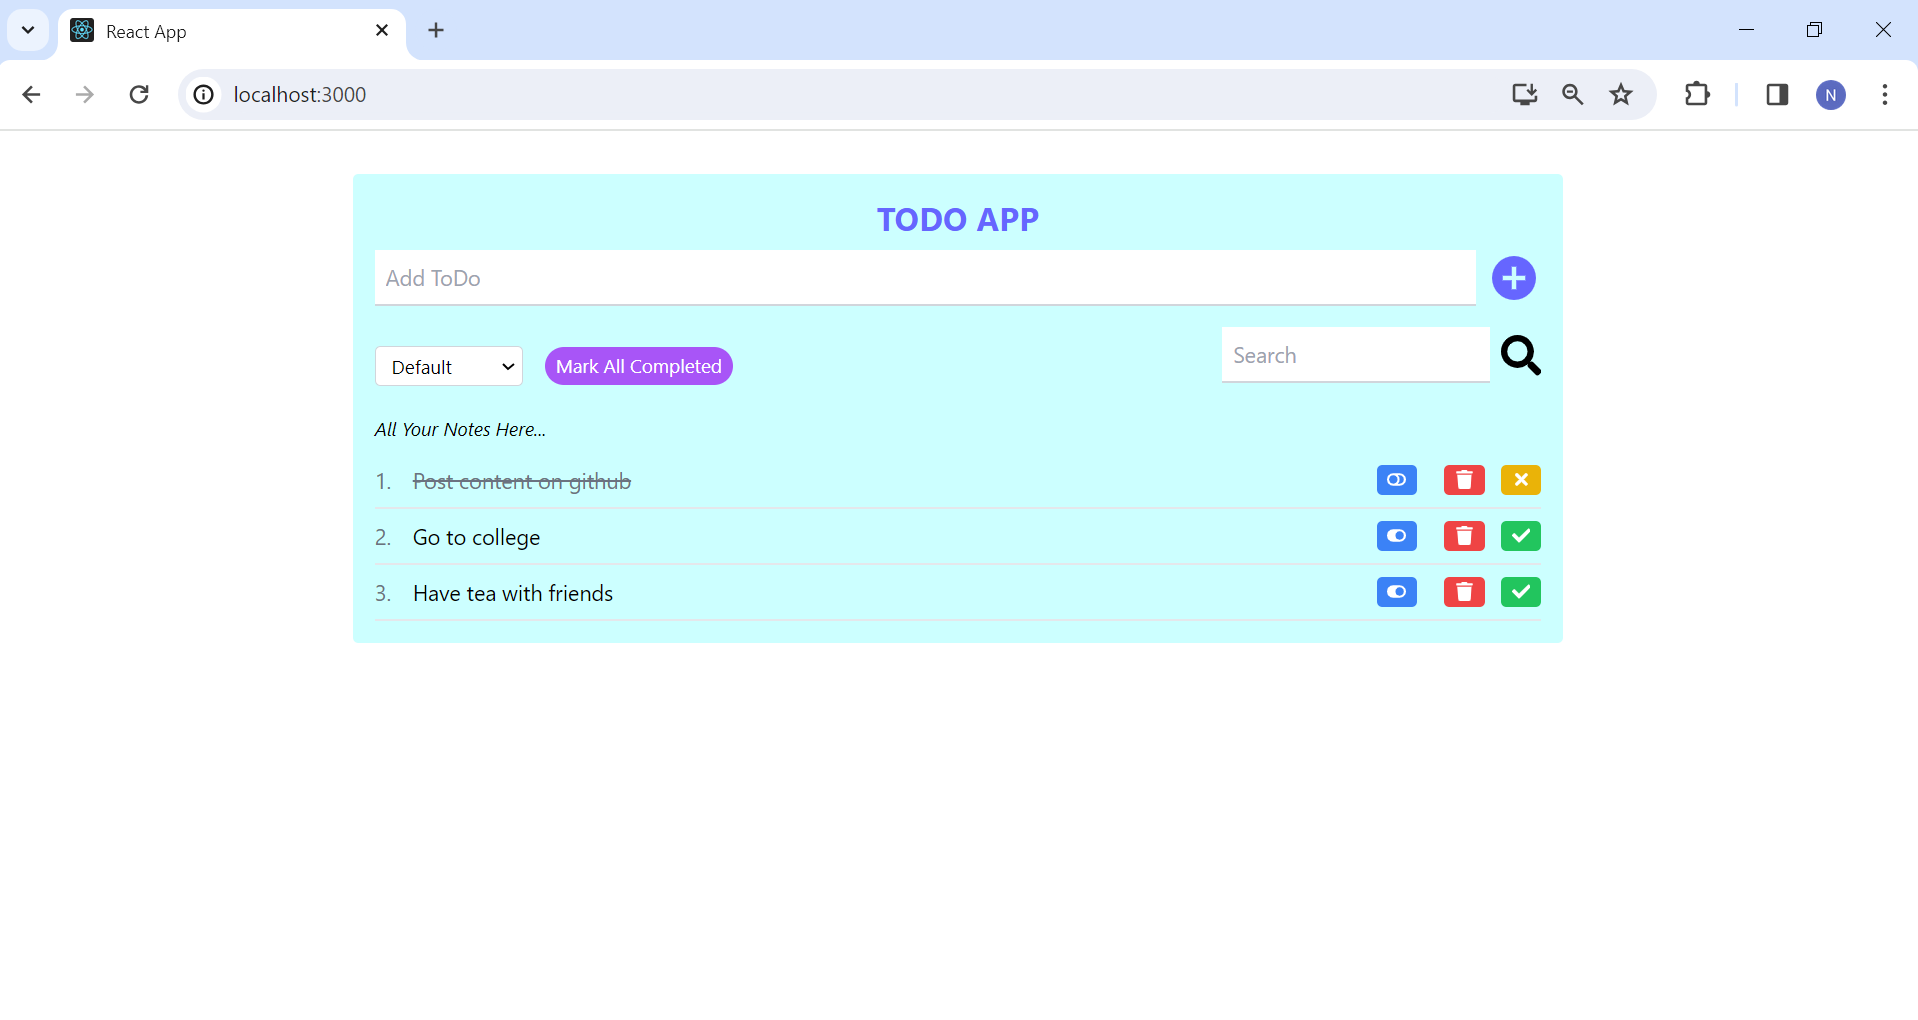 React App
localhost:3000
N
TODO APP
Add ToDo
Default
Mark All Completed
Search
All Your Notes Here...
1. Post content on github
2. Go to college
3. Have tea with friends